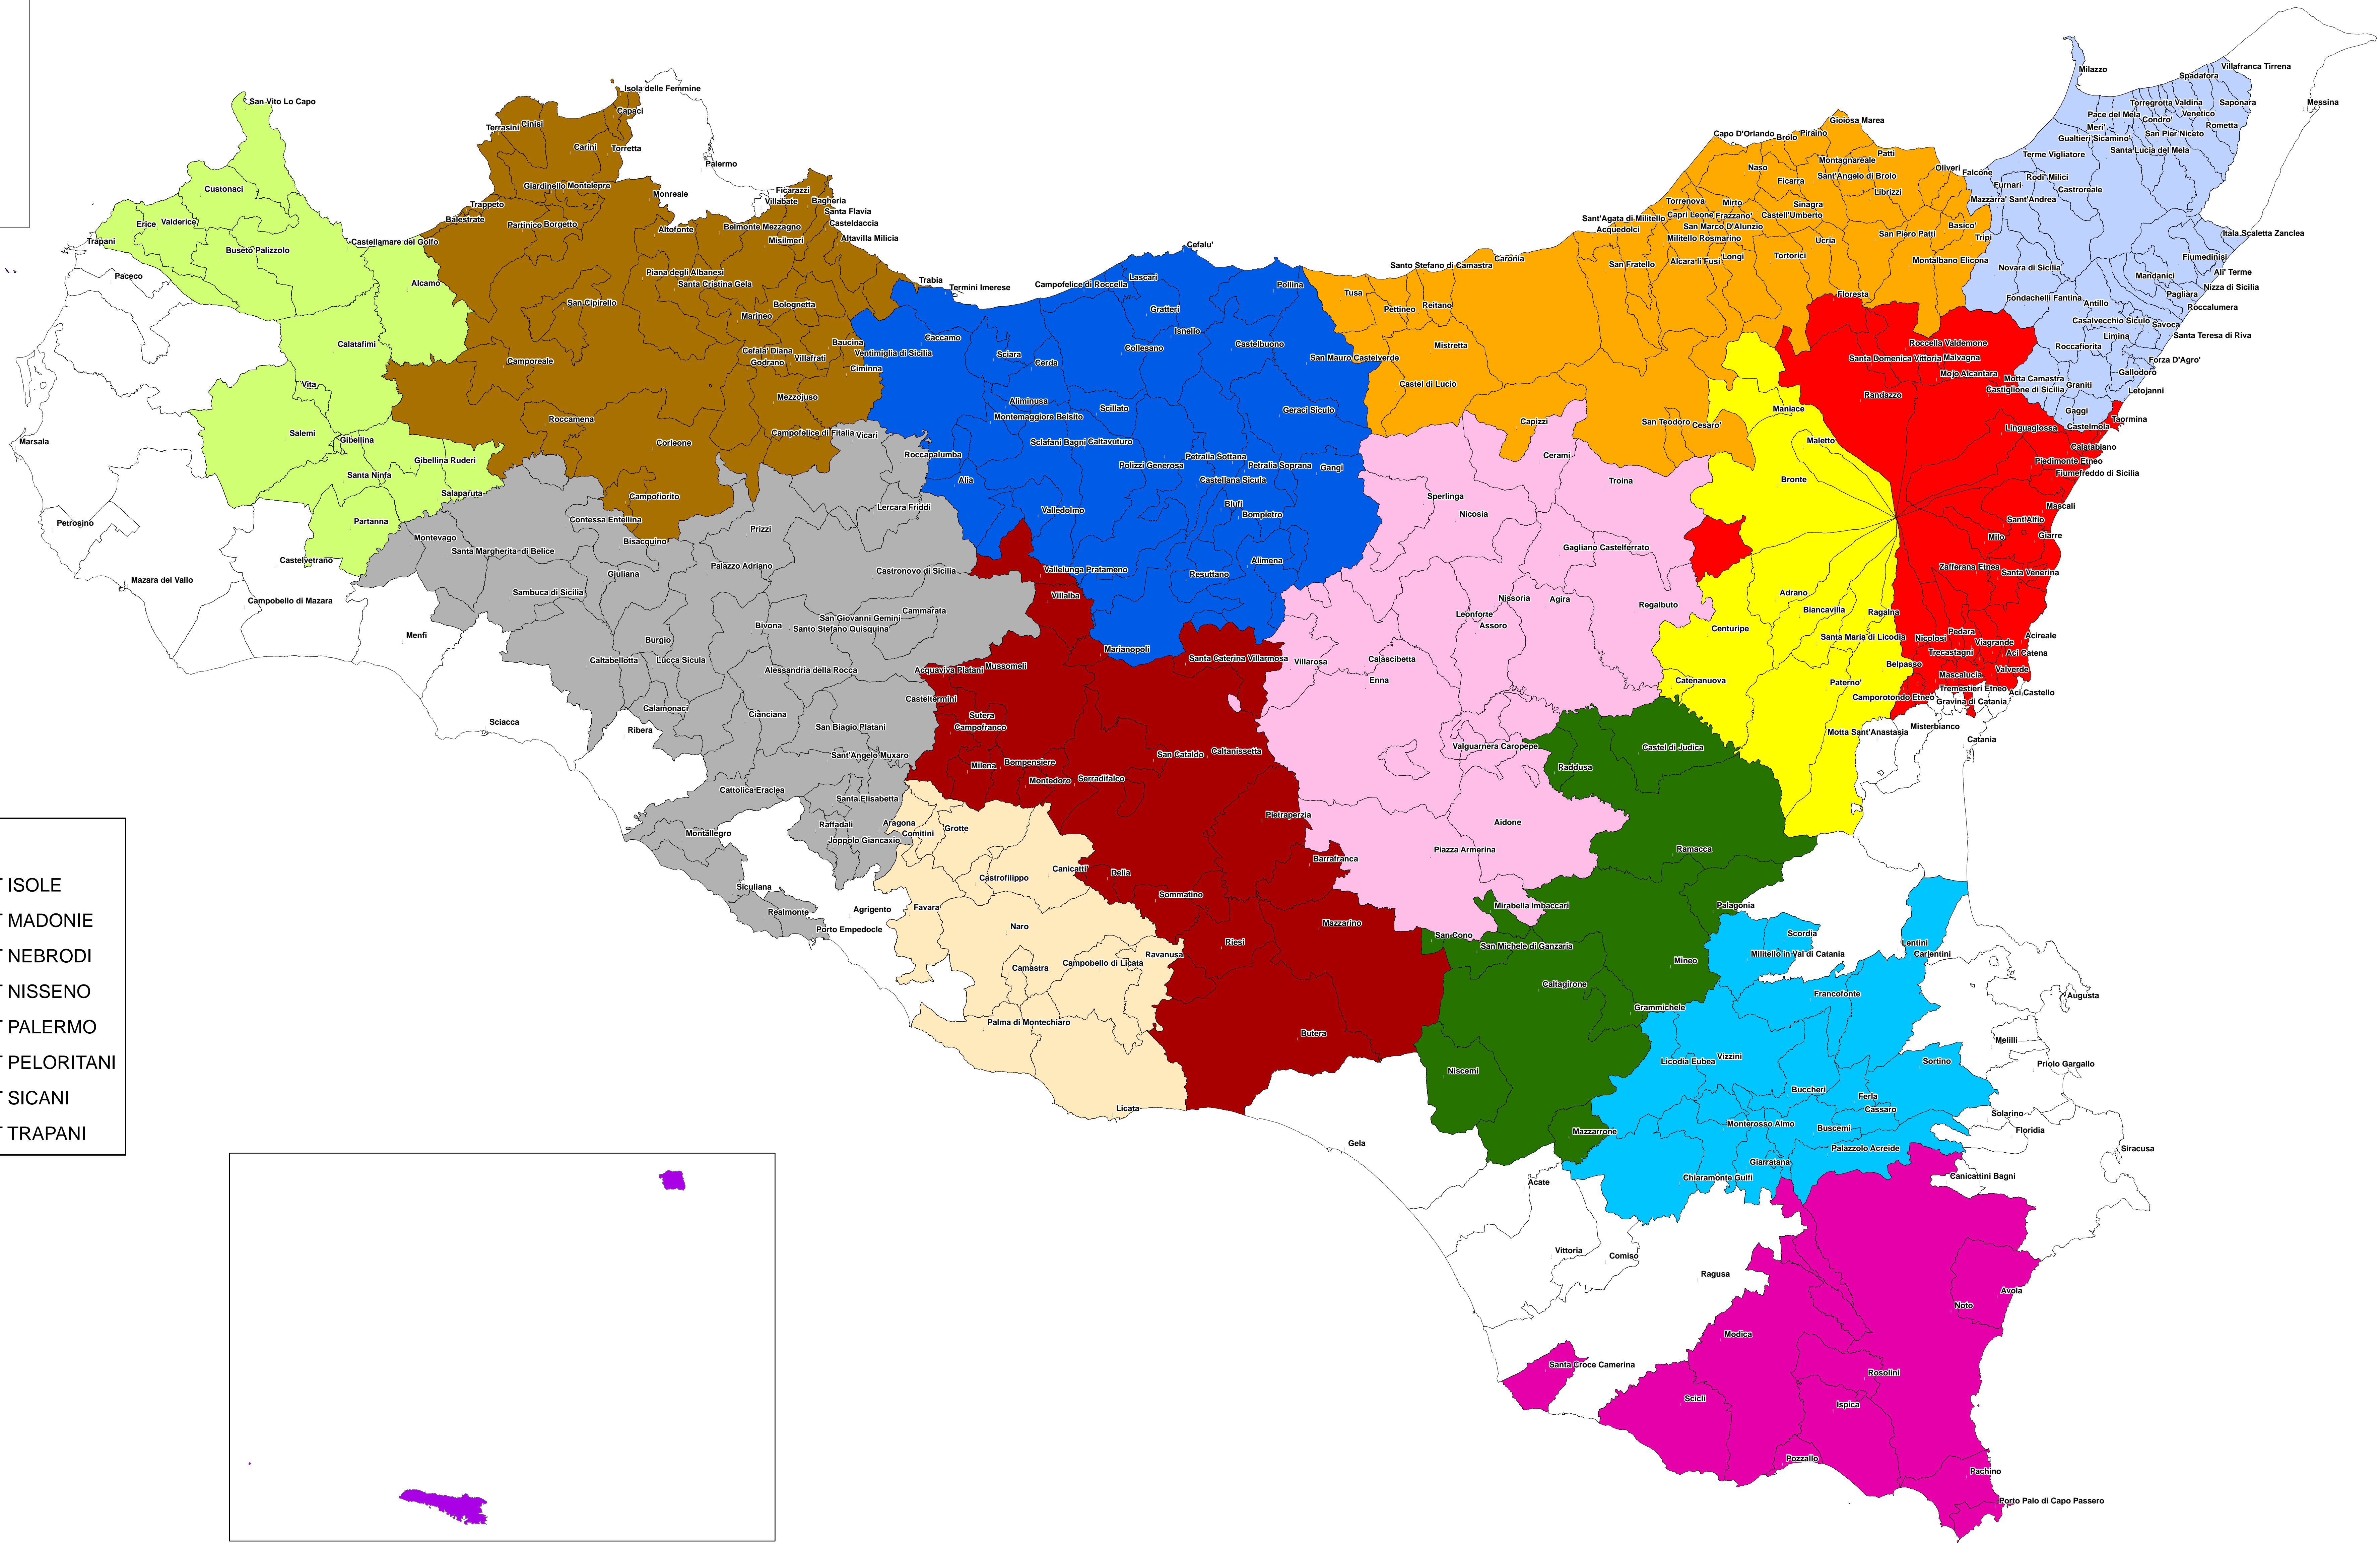 Milazzo
Villafranca Tirrena
Spadafora
Isola delle Femmine
San Vito Lo Capo
Torregrotta
Valdina
Saponara
Messina
Capaci
Pace del Mela
Condro'
Venetico
Gioiosa Marea
Terrasini
Cinisi
Meri'
Rometta
Capo D'Orlando
Brolo
Piraino
Gualtieri Sicamino'
San Pier Niceto
Carini
Torretta
Santa Lucia del Mela
Patti
Terme Vigliatore
Palermo
Montagnareale
Naso
Oliveri
Falcone
Sant'Angelo di Brolo
Rodi' Milici
Ficarra
Furnari
Castroreale
Custonaci
Giardinello
Montelepre
Monreale
Ficarazzi
Librizzi
Villabate
Bagheria
Torrenova
Mirto
Sinagra
Mazzarra' Sant'Andrea
Trappeto
Santa Flavia
Capri Leone
Frazzano'
Castell'Umberto
Balestrate
Sant'Agata di Militello
Erice
Valderice
Partinico
Borgetto
Altofonte
Belmonte Mezzagno
Casteldaccia
Acquedolci
San Marco D'Alunzio
Basico'
San Piero Patti
Tripi
Itala
Scaletta Zanclea
Trapani
Castellamare del Golfo
Misilmeri
Altavilla Milicia
Militello Rosmarino
Ucria
Buseto Palizzolo
Cefalu'
Tortorici
Longi
Fiumedinisi
Caronia
San Fratello
Alcara li Fusi
Montalbano Elicona
Santo Stefano di Camastra
Novara di Sicilia
Ali' Terme
Paceco
Piana degli Albanesi
Mandanici
Alcamo
Santa Cristina Gela
Trabia
Termini Imerese
Lascari
Campofelice di Roccella
Pollina
Nizza di Sicilia
Tusa
Floresta
Pagliara
Fondachelli Fantina
Antillo
San Cipirello
Bolognetta
Reitano
Pettineo
Gratteri
Roccalumera
Marineo
Casalvecchio Siculo
Savoca
Isnello
Limina
Santa Teresa di Riva
Caccamo
Baucina
Castelbuono
Roccella Valdemone
Calatafimi
Collesano
Mistretta
Roccafiorita
Cefala' Diana
Ventimiglia di Sicilia
Sciara
San Mauro Castelverde
Santa Domenica Vittoria
Malvagna
Forza D'Agro'
Camporeale
Godrano
Villafrati
Cerda
Ciminna
Mojo Alcantara
Gallodoro
Motta Camastra
Vita
Castel di Lucio
Graniti
Castiglione di Sicilia
Letojanni
Mezzojuso
Randazzo
Aliminusa
Scillato
Geraci Siculo
Maniace
Gaggi
Roccamena
Montemaggiore Belsito
Capizzi
San Teodoro
Cesaro'
Taormina
Castelmola
Linguaglossa
Salemi
Campofelice di Fitalia
Vicari
Gibellina
Marsala
Corleone
Sclafani Bagni
Caltavuturo
Maletto
Calatabiano
Roccapalumba
Cerami
Gibellina Ruderi
Petralia Sottana
Piedimonte Etneo
Polizzi Generosa
Petralia Soprana
Gangi
Fiumefreddo di Sicilia
Santa Ninfa
Alia
Castellana Sicula
Troina
Bronte
Salaparuta
Campofiorito
Sperlinga
Blufi
Mascali
Lercara Friddi
Valledolmo
Bompietro
Nicosia
Petrosino
Partanna
Contessa Entellina
Prizzi
Sant'Alfio
Giarre
Milo
Montevago
Bisacquino
Gagliano Castelferrato
Santa Margherita di Belice
Castelvetrano
Alimena
Palazzo Adriano
Zafferana Etnea
Castronovo di Sicilia
Vallelunga Pratameno
Resuttano
Santa Venerina
Giuliana
Mazara del Vallo
Sambuca di Sicilia
Villalba
Adrano
Nissoria
Agira
Campobello di Mazara
Regalbuto
Biancavilla
Ragalna
Cammarata
San Giovanni Gemini
Leonforte
Bivona
Santo Stefano Quisquina
Assoro
Centuripe
Menfi
Pedara
Acireale
Burgio
Santa Maria di Licodia
Nicolosi
Viagrande
Marianopoli
Trecastagni
Aci Catena
Caltabellotta
Lucca Sicula
Santa Caterina Villarmosa
Villarosa
Calascibetta
Belpasso
Alessandria della Rocca
Acquaviva Platani
Mussomeli
Valverde
Mascalucia
Enna
Catenanuova
Paterno'
Tremestieri Etneo
Aci Castello
Casteltermini
Camporotondo Etneo
Gravina di Catania
Calamonaci
Cianciana
Sutera
Sciacca
San Biagio Platani
Campofranco
Misterbianco
Ribera
Motta Sant'Anastasia
Catania
Valguarnera Caropepe
Castel di Judica
Sant'Angelo Muxaro
San Cataldo
Caltanissetta
Milena
Bompensiere
Raddusa
Montedoro
Serradifalco
Cattolica Eraclea
Santa Elisabetta
Pietraperzia
Raffadali
Aragona
Aidone
Comitini
Grotte
Montallegro
Joppolo Giancaxio
Piazza Armerina
Ramacca
Barrafranca
Canicatti'
Delia
Castrofilippo
T ISOLE
Siculiana
Sommatino
Favara
Mirabella Imbaccari
Palagonia
Realmonte
Agrigento
T MADONIE
Mazzarino
Naro
Porto Empedocle
San Cono
Scordia
Riesi
San Michele di Ganzaria
Lentini
T NEBRODI
Ravanusa
Militello in Val di Catania
Carlentini
Campobello di Licata
Mineo
Camastra
T NISSENO
Caltagirone
Francofonte
Augusta
Grammichele
Palma di Montechiaro
T PALERMO
Butera
Melilli
T PELORITANI
Licodia Eubea
Vizzini
Sortino
Priolo Gargallo
Niscemi
Buccheri
T SICANI
Ferla
Licata
Cassaro
Solarino
Monterosso Almo
Buscemi
T TRAPANI
Mazzarrone
Floridia
Gela
Palazzolo Acreide
Siracusa
Giarratana
Chiaramonte Gulfi
Canicattini Bagni
Acate
Vittoria
Comiso
Ragusa
Avola
Noto
Modica
Santa Croce Camerina
Rosolini
Scicli
Ispica
Pozzallo
Pachino
Porto Palo di Capo Passero